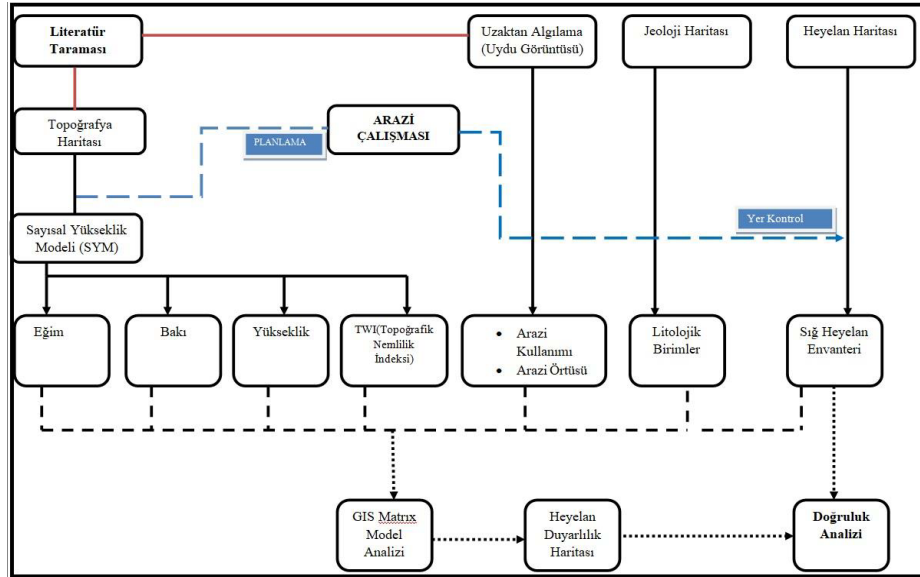 Literatür
Taraması
Uzaktan Algılama
(Uydu Görüntüsü)
Jeoloji Haritası
Heyelan Haritası
Topoğrafya
Haritası
PLANLAMA
ARAZİ
ÇALIŞMASI
Yer Kontrol
Sayısal Yükseklik
Modeli (SYM)
Eğim
Bakı
Yükseklik
TWI(Topoğrafik
Nemlilik
İndeksi)
• Arazi
Kullanımı
• Arazi Örtüsü
Litolojik
Birimler
Sığ Heyelan
Envanteri
GIS Matrıx
Model
Analizi
Heyelan
Duyarlılık
Haritası
Doğruluk
Analizi